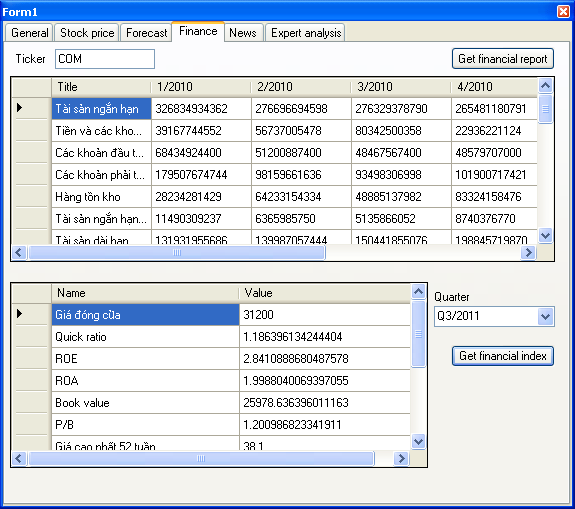 Form1
General Stock price Forecast Finance News Expert analysis
Ticker COM Get financial report
Title 1/2010 2/2010 3/2010 4/2010
Tài sản ngắn hạn 326834934362 276696694598 276329378790 265481180791
Tiền và các kho... 39167744552 56737005478 80342500358 22936221124
Các khoản đầu t... 68434924400 51200887400 48467567400 48579707000
Các khoản phải t... 179507674744 98159661636 93498306998 101900717421
Hàng tồn kho 28234281429 64233154334 48885137982 83324158476
Tài sản ngắn hạn... 11490309237 6365985750 5135866052 8740376770
Tài sản dài hạn 131931955686 139987057444 150441855076 198845719870
Name Value
Quarter
Giá đóng cửa 31200
Q3/2011
Quick ratio 1.186396134244404
ROE 2.8410888680487578
Get financial index
ROA 1.9988040069397055
Book value 25978.636396011163
P/B 1.200986823341911
Giá cao nhất 52 tuần 38.1